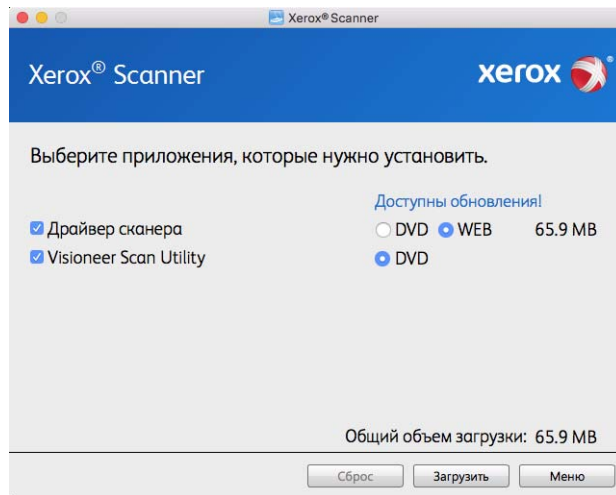 Xerox® Scanner
Xerox® Scanner
xerox®
Выберите приложения, которые нужно установить.
Доступны обновления!
Драйвер сканера DVD WEB 65.9 MB
Visioneer Scan Utility DVD
Общий объем загрузки: 65.9 MB
Сброс Загрузить Меню